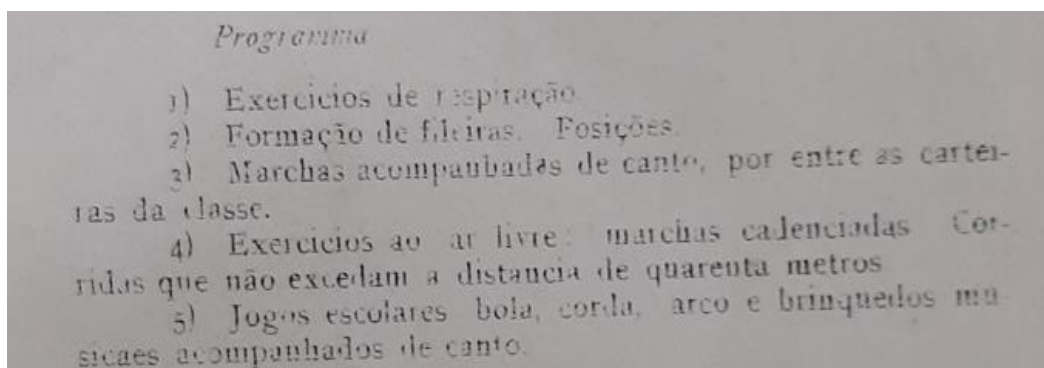 Programma
1) Exercicios de respiração
2) Formação de fileiras. Posições.
3) Marchas acompanhadas de canto, por entre as cartei-
ras da classe.
4) Exercicios ao ar livre: marchas cadenciadas Cor-
ridas que não excedam a distancia de quarenta metros
5) Jogos escolares bola, corda, arco e brinquedos mu-
sicaes acompanhados de canto.